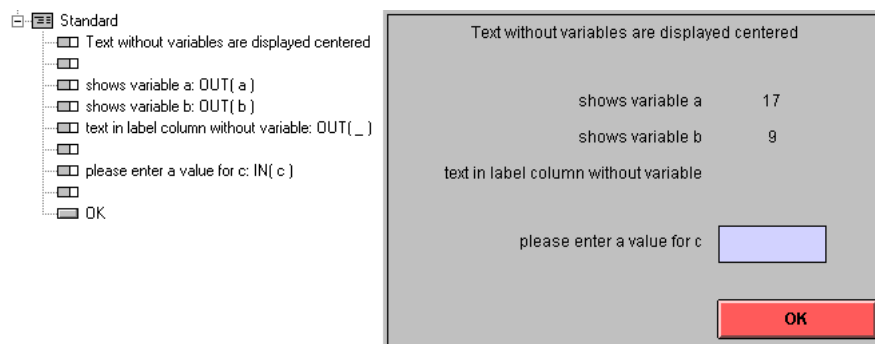 Standard
Text without variables are displayed centered
shows variable a: OUT( a )
shows variable b: OUT( b )
text in label column without variable: OUT( _ )
please enter a value for c: IN( c )
OK
Text without variables are displayed centered
shows variable a 17
shows variable b 9
text in label column without variable
please enter a value for c
OK